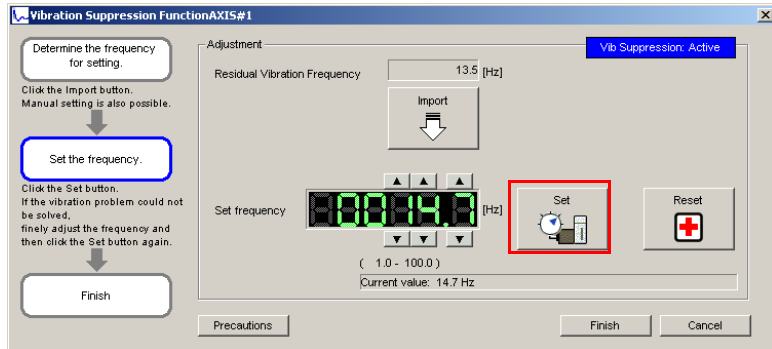 Vibration Suppression FunctionAXIS#1
Determine the frequency
for setting.
Click the Import button.
Manual setting is also possible.
Set the frequency.
Click the Set button.
If the vibration problem could not
be solved,
finely adjust the frequency and
then click the Set button again.
Finish
Adjustment
Vib Suppression: Active
Residual Vibration Frequency
13.5 [Hz]
Import
Set frequency
0014.7 [Hz]
Set
Reset
( 1.0 - 100.0 )
Current value: 14.7 Hz
Precautions
Finish
Cancel